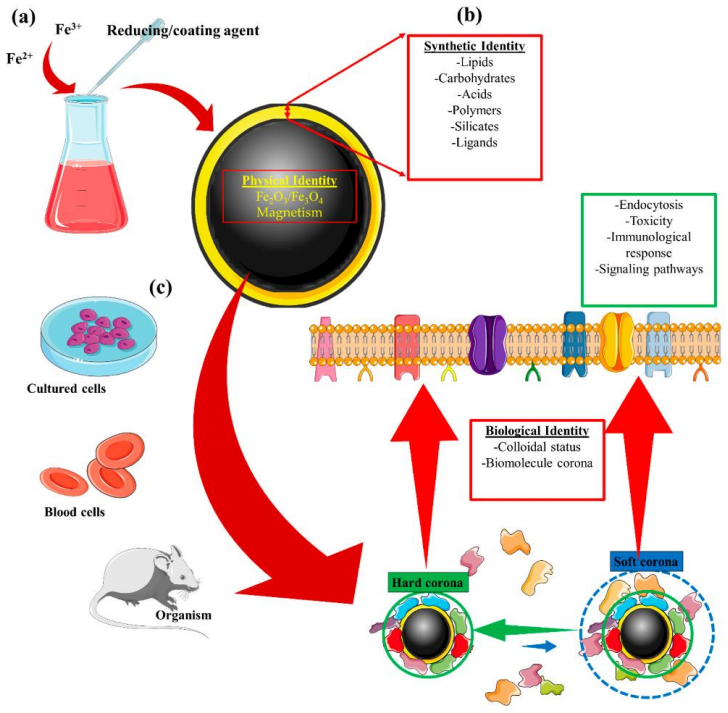 (a)
Fe³⁺
Reducing/coating agent
Fe²⁺
(b)
Synthetic Identity
-Lipids
-Carbohydrates
-Acids
-Polymers
-Silicates
-Ligands
Physical Identity
Fe₂O₃/Fe₃O₄
Magnetism
-Endocytosis
-Toxicity
-Immunological
response
-Signaling pathways
(c)
Cultured cells
Blood cells
Organism
Biological Identity
-Colloidal status
-Biomolecule corona
Hard corona
Soft corona